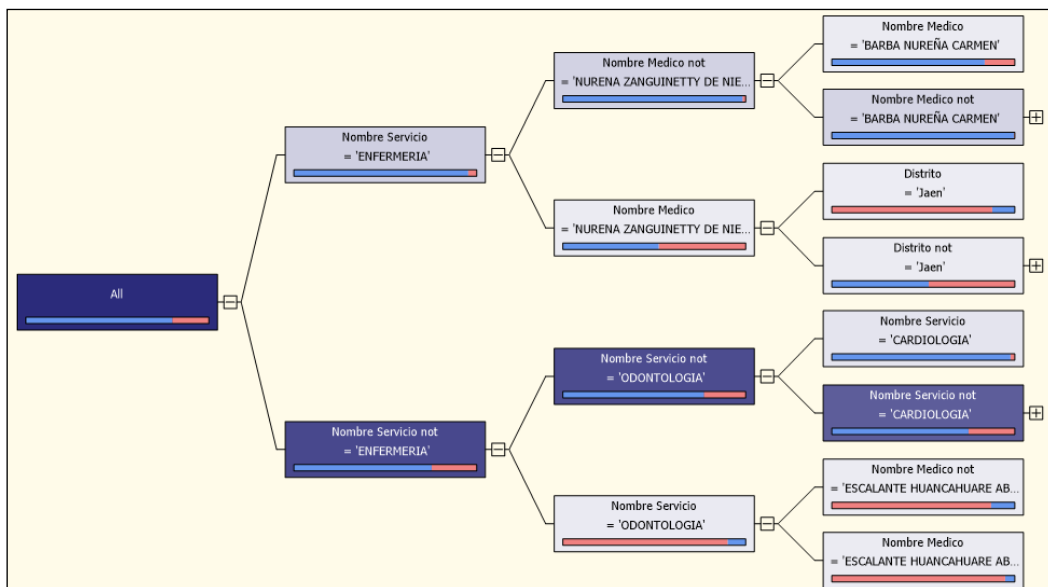 All
Nombre Servicio
= 'ENFERMERIA'
Nombre Servicio not
= 'ENFERMERIA'
Nombre Medico not
= 'NURENA ZANGUINETTY DE NIE...
Nombre Medico
= 'NURENA ZANGUINETTY DE NIE...
Nombre Servicio not
= 'ODONTOLOGIA'
Nombre Servicio
= 'ODONTOLOGIA'
Nombre Medico
= 'BARBA NUREÑA CARMEN'
Nombre Medico not
= 'BARBA NUREÑA CARMEN'
Distrito
= 'Jaen'
Distrito not
= 'Jaen'
Nombre Servicio
= 'CARDIOLOGIA'
Nombre Servicio not
= 'CARDIOLOGIA'
Nombre Medico not
= 'ESCALANTE HUANCAHUARE AB...
Nombre Medico
= 'ESCALANTE HUANCAHUARE AB...